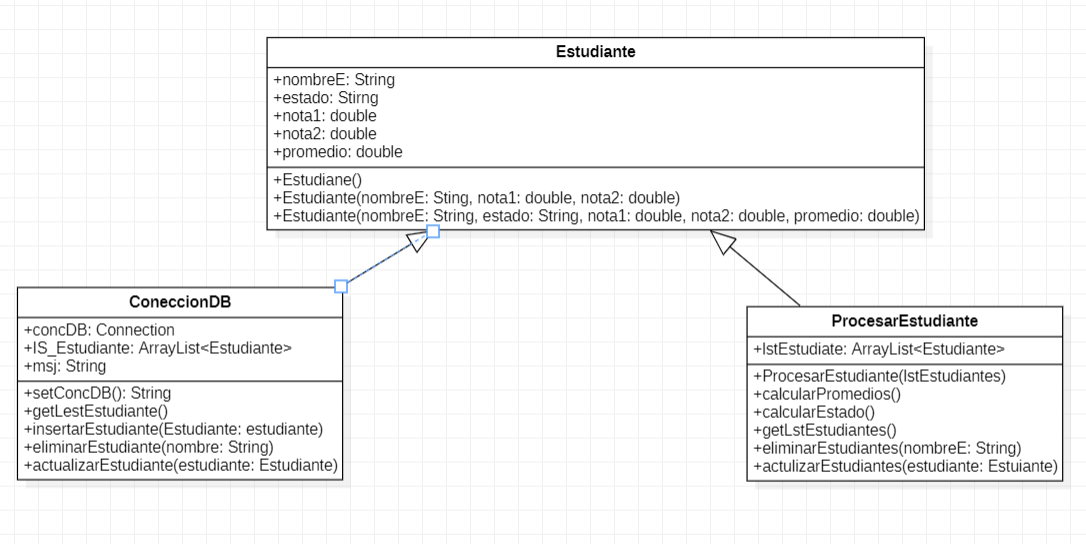 Estudiante
+nombreE: String
+estado: Stirng
+nota1: double
+nota2: double
+promedio: double
+Estudiane()
+Estudiante(nombreE: Sting, nota1: double, nota2: double)
+Estudiante(nombreE: String, estado: String, nota1: double, nota2: double, promedio: double)
ConeccionDB
+concDB: Connection
+lS_Estudiante: ArrayList<Estudiante>
+msj: String
+setConcDB(): String
+getLestEstudiante()
+insertarEstudiante(Estudiante: estudiante)
+eliminarEstudiante(nombre: String)
+actualizarEstudiante(estudiante: Estudiante)
ProcesarEstudiante
+lstEstudiate: ArrayList<Estudiante>
+ProcesarEstudiante(lstEstudiantes)
+calcularPromedios()
+calcularEstado()
+getLstEstudiantes()
+eliminarEstudiantes(nombreE: String)
+actulizarEstudiantes(estudiante: Estuiante)